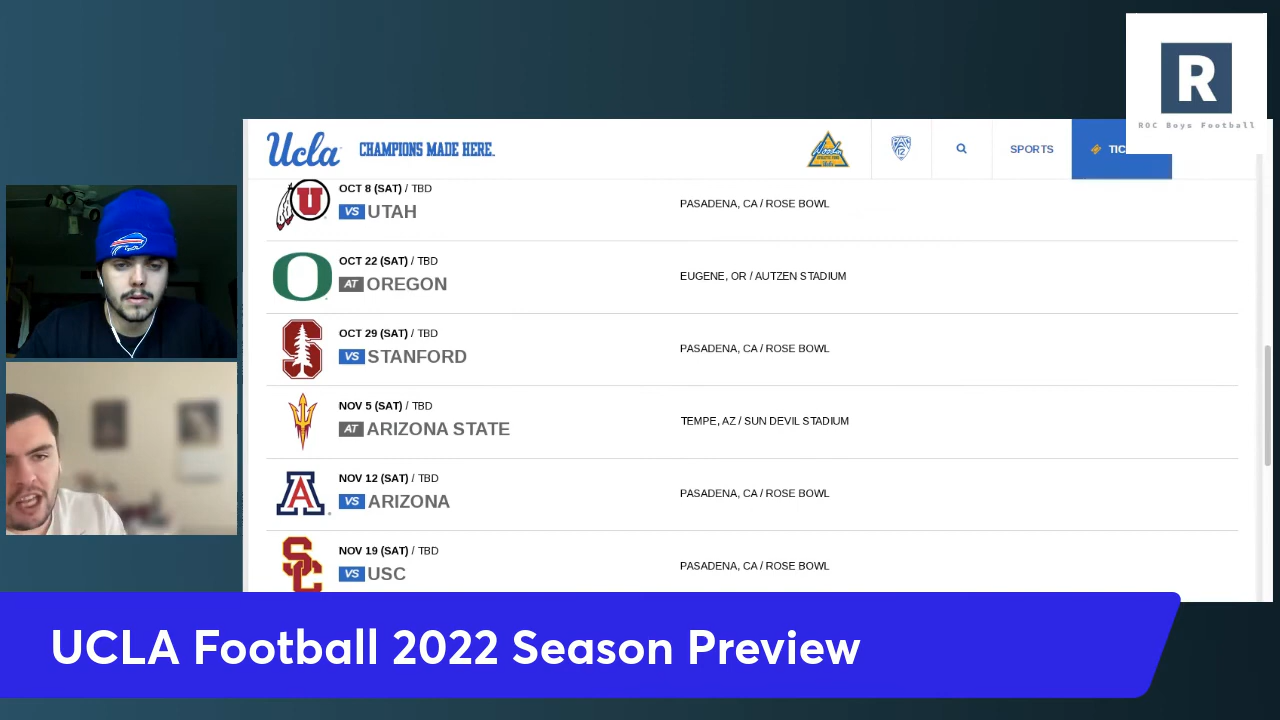 R
ROC Boys Football
Ucla CHAMPIONS MADE HERE.
12
SPORTS
TIC
OCT 8 (SAT) / TBD
VS UTAH
PASADENA, CA / ROSE BOWL
U
OCT 22 (SAT) / TBD
AT OREGON
EUGENE, OR / AUTZEN STADIUM
O
OCT 29 (SAT) / TBD
VS STANFORD
PASADENA, CA / ROSE BOWL
S
NOV 5 (SAT) / TBD
AT ARIZONA STATE
TEMPE, AZ / SUN DEVIL STADIUM
NOV 12 (SAT) / TBD
VS ARIZONA
PASADENA, CA / ROSE BOWL
A
NOV 19 (SAT) / TBD
VS USC
PASADENA, CA / ROSE BOWL
SC
UCLA Football 2022 Season Preview